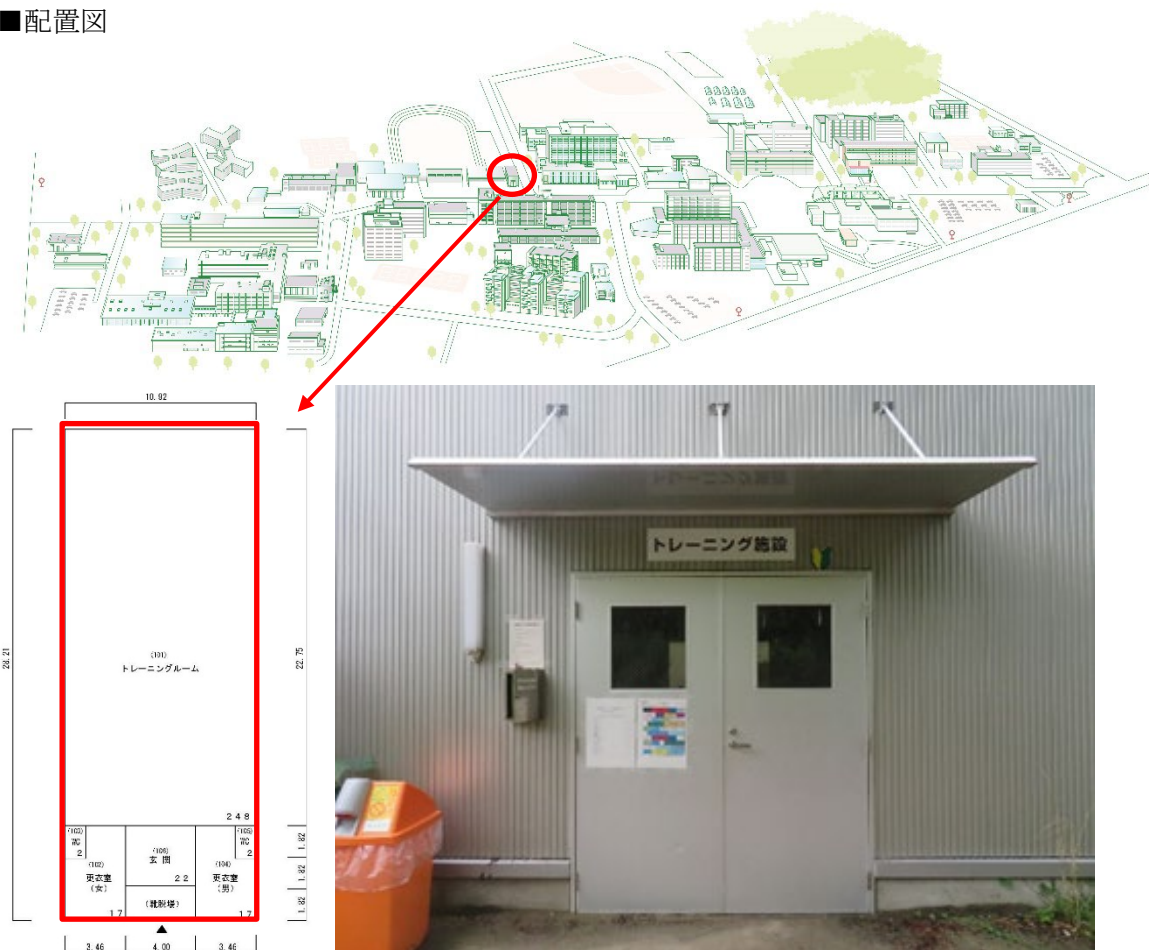 ■配置図
10.92
28.21
22.75
(101)
トレーニングルーム
248
(103)
2
(105)
2
(106)
玄関
22
(102)
更衣室
(女)
17
(104)
更衣室
(男)
17
(靴脱場)
1.82
1.82
1.82
3.46
4.00
3.46
トレーニング施設